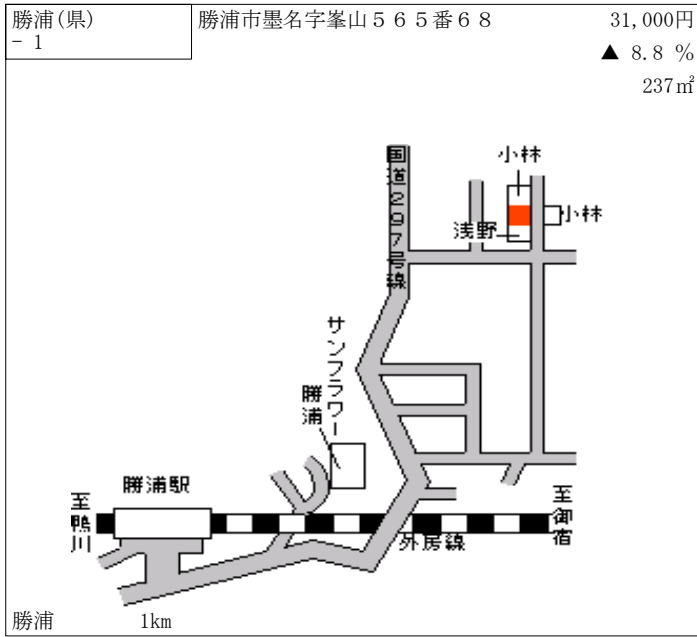 勝浦(県)
- 1
勝浦市墨名字峯山５６５番６８
31,000円
▲ 8.8 %
237㎡
国道297号線
小林
小林
浅野
サンフラワー
勝浦
勝浦駅
至鴨川
至御宿
外房線
勝浦
1km